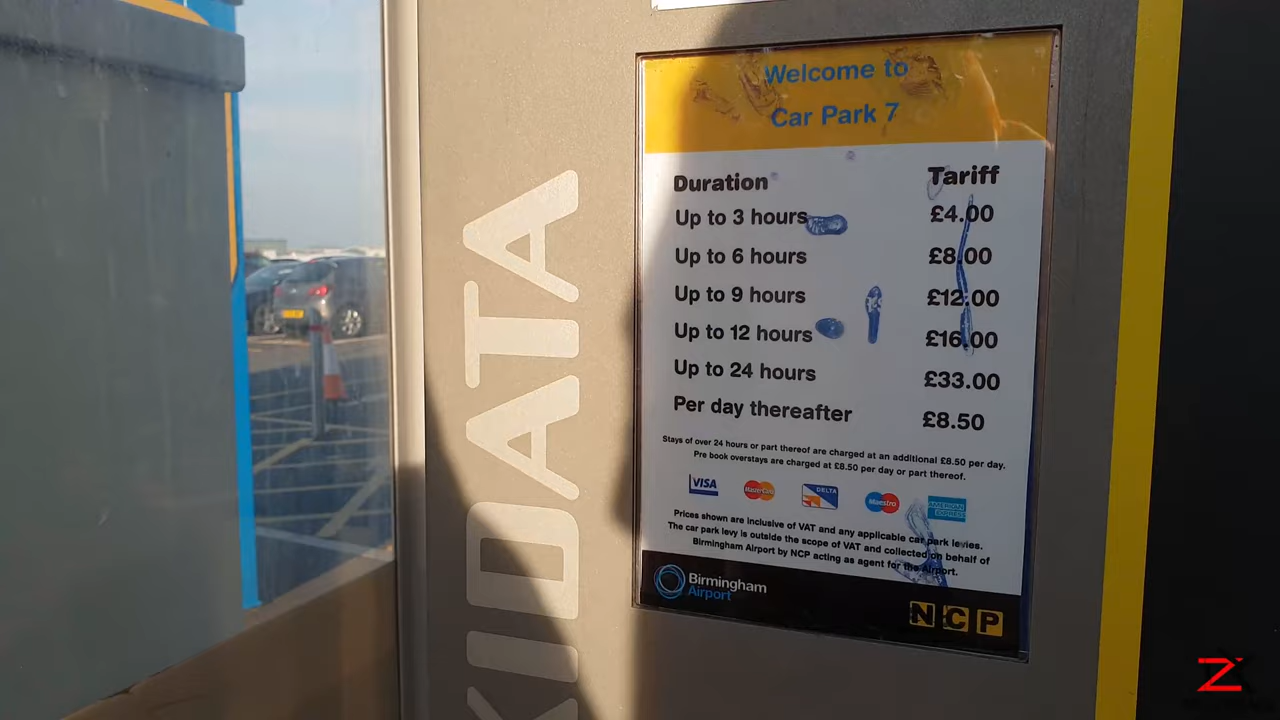 Welcome to
Car Park 7
Duration Tariff
Up to 3 hours £4.00
Up to 6 hours £8.00
Up to 9 hours £12.00
Up to 12 hours £16.00
Up to 24 hours £33.00
Per day thereafter £8.50
Stays of over 24 hours or part thereof are charged at an additional £8.50 per day.
Pre book overstays are charged at £8.50 per day or part thereof.
VISA MasterCard DELTA Maestro AMERICAN EXPRESS
Prices shown are inclusive of VAT and any applicable car park levies.
The car park levy is outside the scope of VAT and collected on behalf of
Birmingham Airport by NCP acting as agent for the Airport.
Birmingham
Airport
NCP
KIDATA